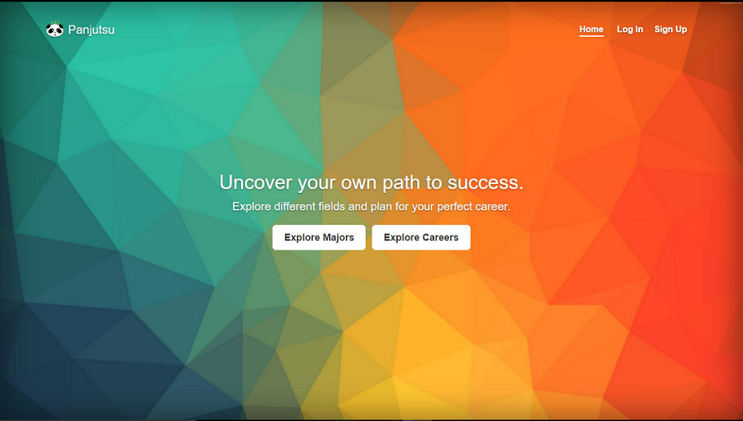 Panjutsu
Home Log In Sign Up
Uncover your own path to success.
Explore different fields and plan for your perfect career.
Explore Majors Explore Careers